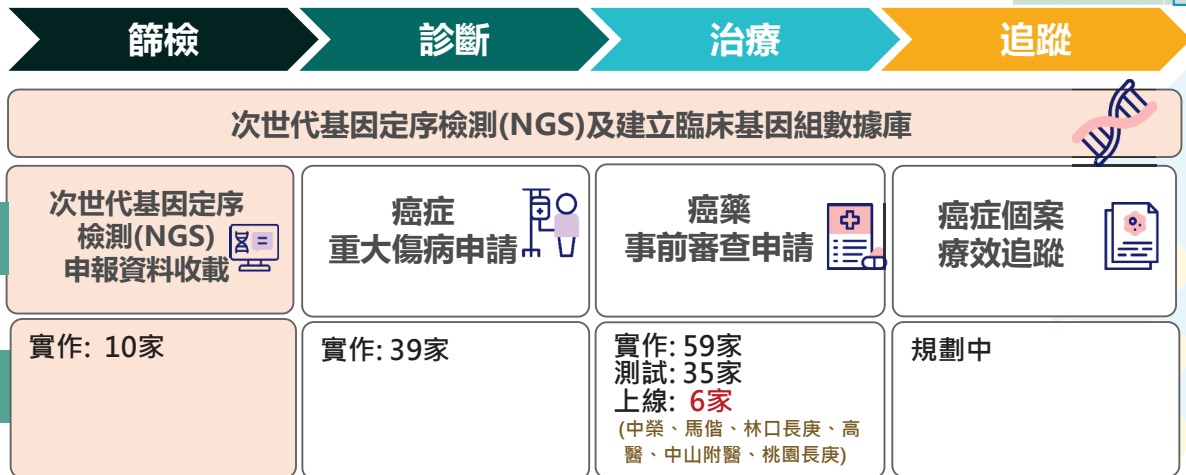 篩檢
診斷
治療
追蹤
次世代基因定序檢測(NGS)及建立臨床基因組數據庫
次世代基因定序
檢測(NGS)
申報資料收載
癌症
重大傷病申請
癌藥
事前審查申請
癌症個案
療效追蹤
實作: 10家
實作: 39家
實作: 59家
測試: 35家
上線: 6家
(中榮、馬偕、林口長庚、高
醫、中山附醫、桃園長庚)
規劃中